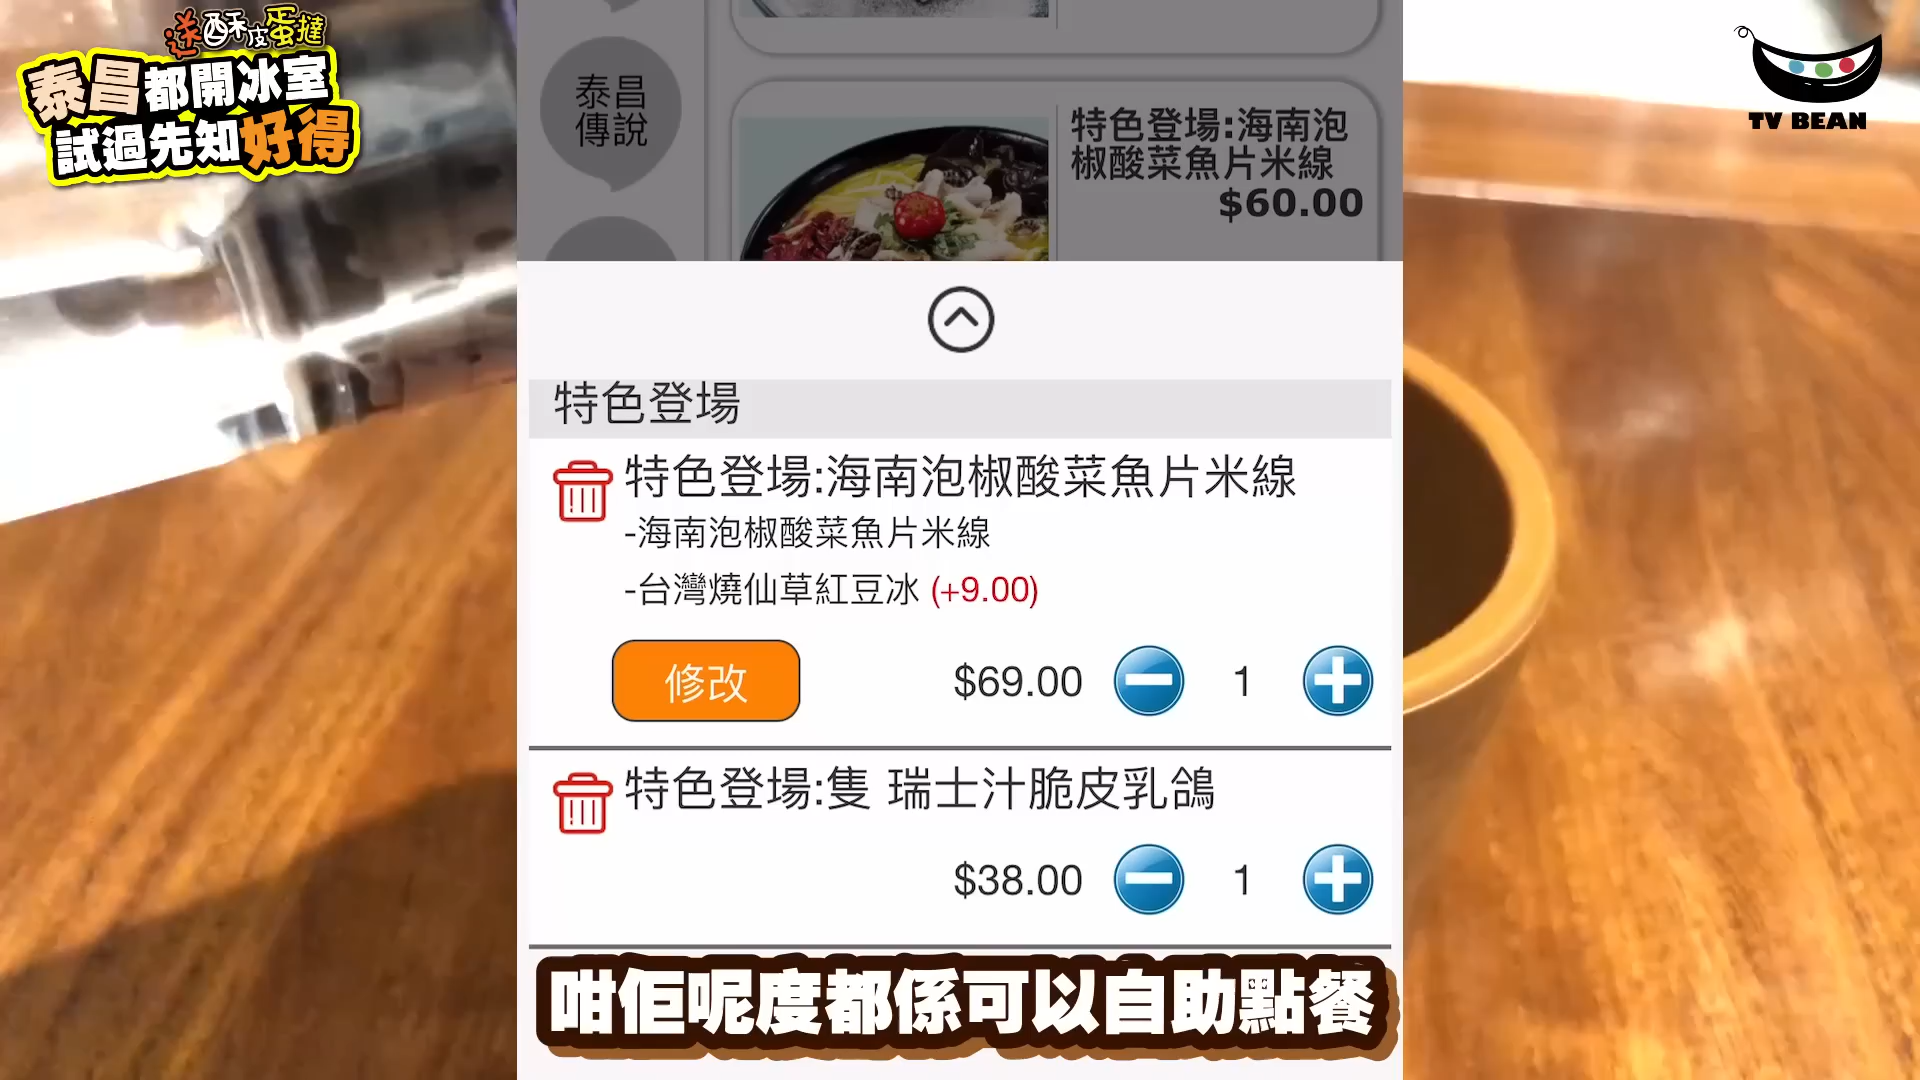 送酥皮蛋撻
泰昌都開冰室
試過先知好得
TV BEAN
泰昌
傳說
特色登場:海南泡
椒酸菜魚片米線
$60.00
特色登場
特色登場:海南泡椒酸菜魚片米線
-海南泡椒酸菜魚片米線
-台灣燒仙草紅豆冰 (+9.00)
修改
$69.00
1
特色登場:隻 瑞士汁脆皮乳鴿
$38.00
1
咁佢呢度都係可以自助點餐